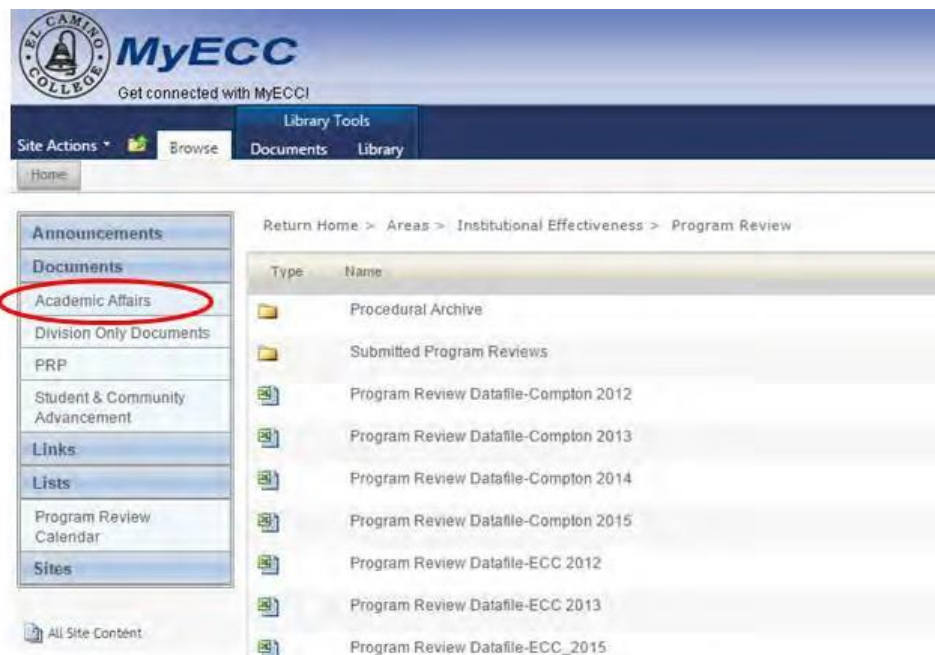 EL CAMINO COLLEGE
MyECC
Get connected with MyECC!
Library Tools
Site Actions
Browse
Documents
Library
Home
Announcements
Documents
Academic Affairs
Division Only Documents
PRP
Student & Community
Advancement
Links
Lists
Program Review
Calendar
Sites
All Site Content
Return Home > Areas > Institutional Effectiveness > Program Review
Type Name
Procedural Archive
Submitted Program Reviews
Program Review Datafile-Compton 2012
Program Review Datafile-Compton 2013
Program Review Datafile-Compton 2014
Program Review Datafile-Compton 2015
Program Review Datafile-ECC 2012
Program Review Datafile-ECC 2013
Program Review Datafile-ECC_2015